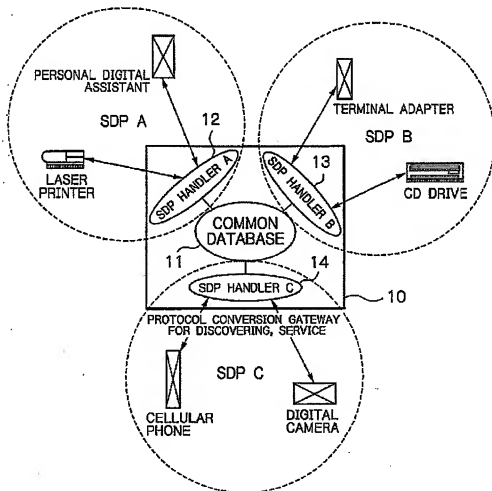 PERSONAL DIGITAL
ASSISTANT
SDP A
12
LASER
PRINTER
SDP HANDLER A
TERMINAL ADAPTER
SDP B
13
CD DRIVE
SDP HANDLER B
COMMON
DATABASE
11
14
SDP HANDLER C
10
PROTOCOL CONVERSION GATEWAY
FOR DISCOVERING, SERVICE
SDP C
CELLULAR
PHONE
DIGITAL
CAMERA